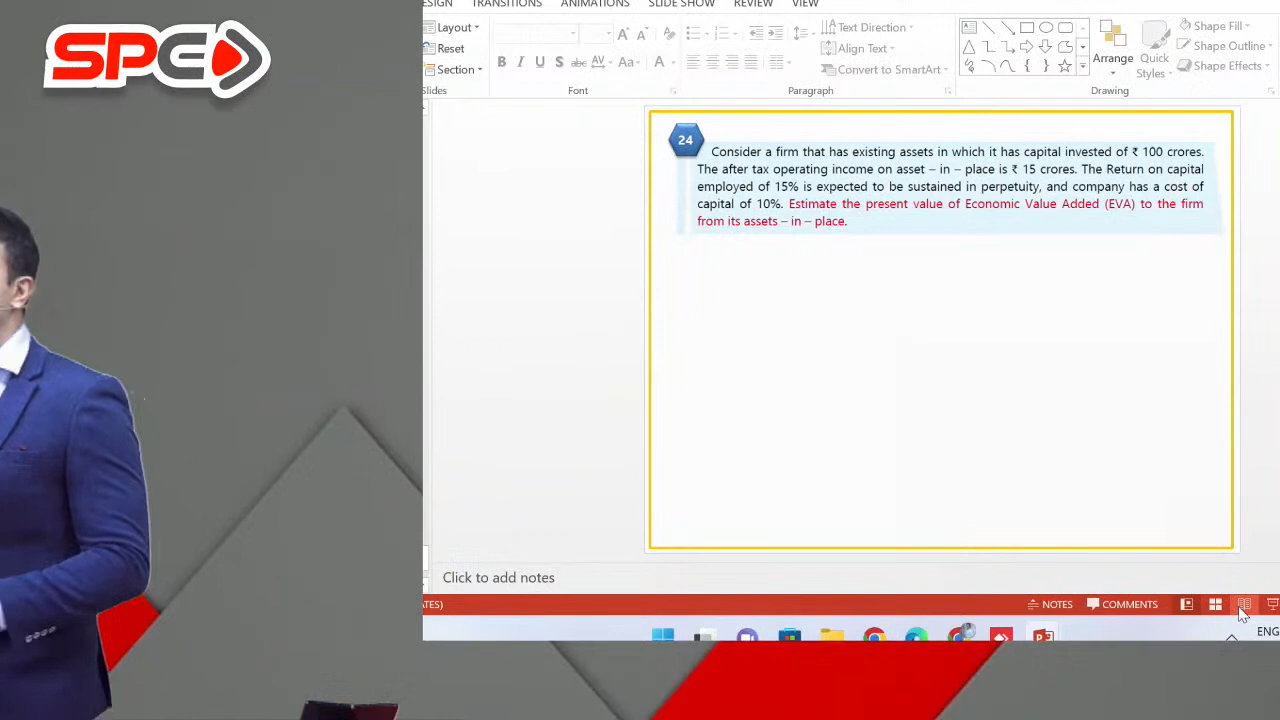 SPE
ESIGN TRANSITIONS ANIMATIONS SLIDE SHOW REVIEW VIEW
Layout
Reset
Section
Slides
B I U S abc AV Aa A
Font
Text Direction
Align Text
Convert to SmartArt
Paragraph
Arrange
Quick
Styles
Shape Fill
Shape Outline
Shape Effects
Drawing
24
Consider a firm that has existing assets in which it has capital invested of ₹ 100 crores.
The after tax operating income on asset – in – place is ₹ 15 crores. The Return on capital
employed of 15% is expected to be sustained in perpetuity, and company has a cost of
capital of 10%. Estimate the present value of Economic Value Added (EVA) to the firm
from its assets – in – place.
Click to add notes
ATES)
NOTES COMMENTS
ENG